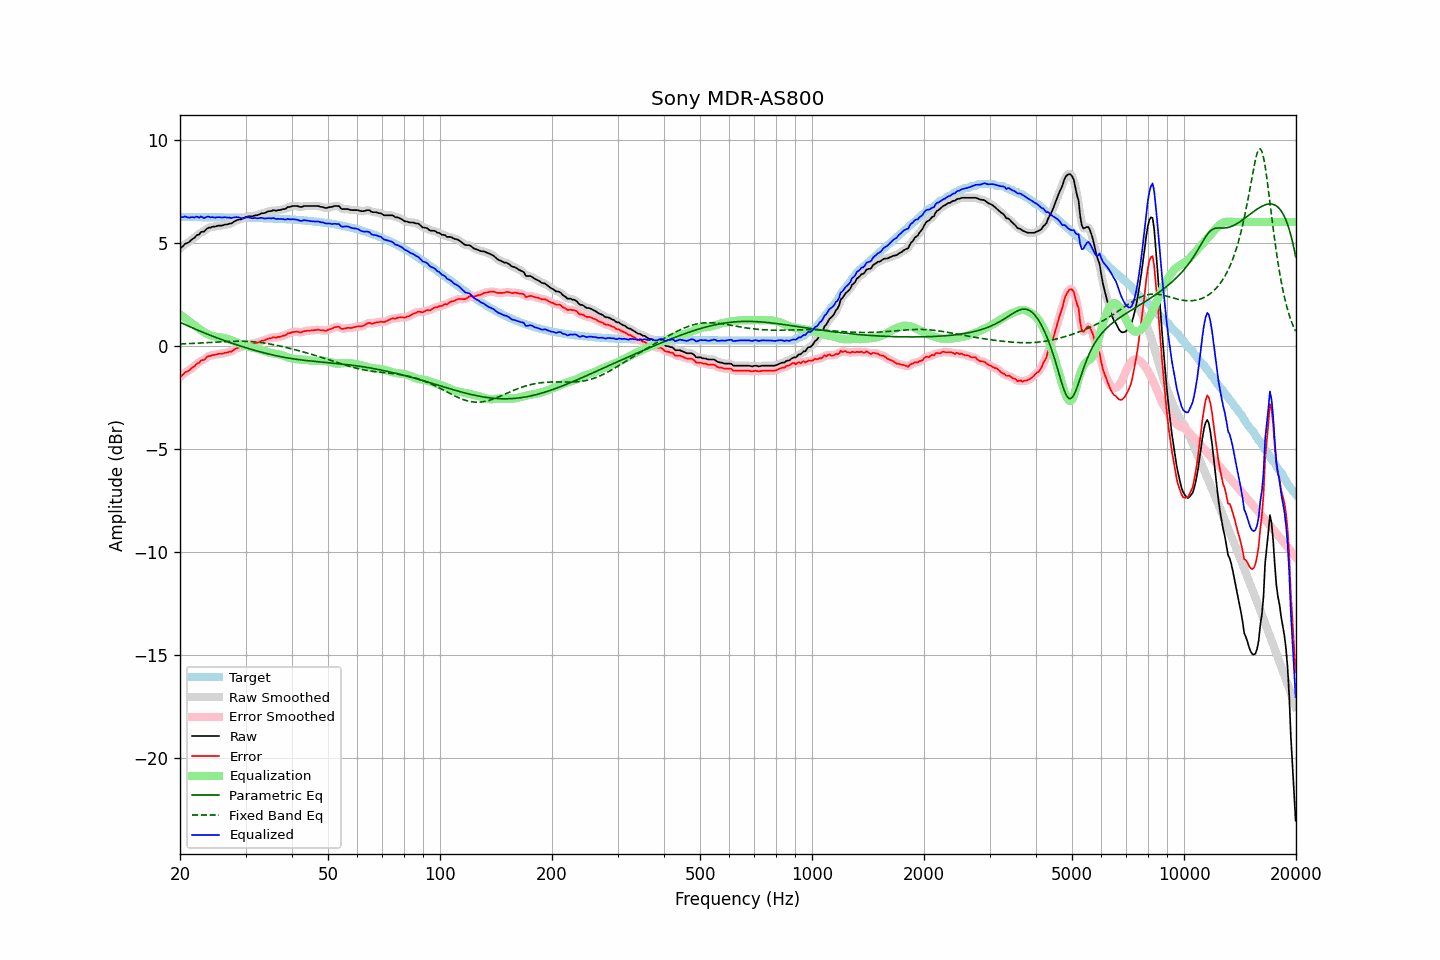 Sony MDR-AS800
10
5
0
−5
−10
−15
−20
Amplitude (dBr)
Target
Raw Smoothed
Error Smoothed
Raw
Error
Equalization
Parametric Eq
Fixed Band Eq
Equalized
20 50 100 200 500 1000 2000 5000 10000 20000
Frequency (Hz)